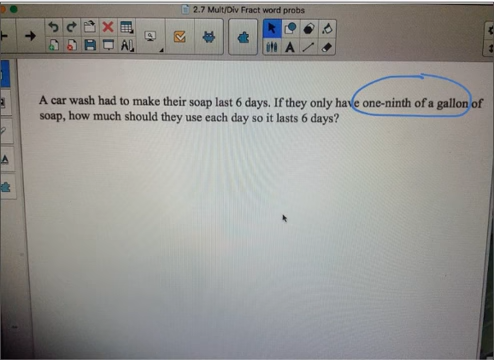 2.7 Mult/Div Fract word probs
A car wash had to make their soap last 6 days. If they only have one-ninth of a gallon of
soap, how much should they use each day so it lasts 6 days?